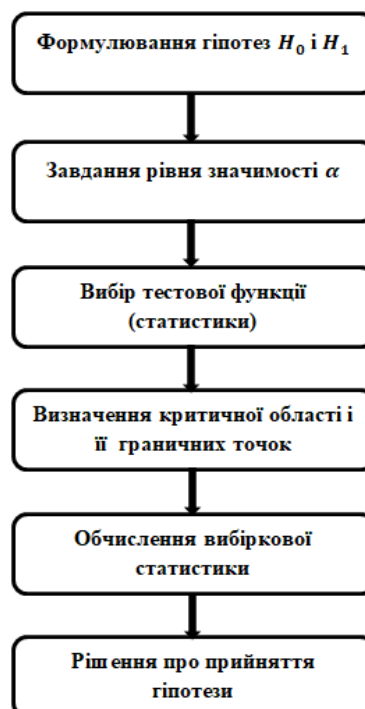 Формулювання гіпотез H₀ і H₁
Завдання рівня значимості α
Вибір тестової функції
(статистики)
Визначення критичної області і
її граничних точок
Обчислення вибіркової
статистики
Рішення про прийняття
гіпотези